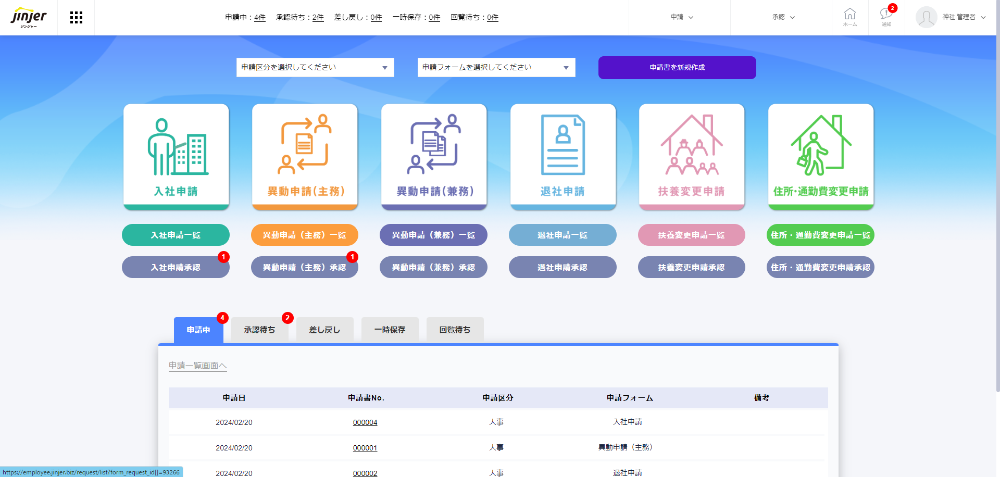 jinjer
ジンジャー
申請中：4件 承認待ち：2件 差し戻し：0件 一時保存：0件 回覧待ち：0件
申請
承認
ホーム
2
通知
神社 管理者
申請区分を選択してください
申請フォームを選択してください
申請書を新規作成
入社申請
異動申請(主務)
異動申請(兼務)
退社申請
扶養変更申請
住所･通勤費変更申請
入社申請一覧
異動申請（主務）一覧
異動申請（兼務）一覧
退社申請一覧
扶養変更申請一覧
住所・通勤費変更申請一覧
入社申請承認 1
異動申請（主務）承認 1
異動申請（兼務）承認
退社申請承認
扶養変更申請承認
住所・通勤費変更申請承認
申請中 4
承認待ち 2
差し戻し
一時保存
回覧待ち
申請一覧画面へ
申請日 申請書No. 申請区分 申請フォーム 備考
2024/02/20 000004 人事 入社申請
2024/02/20 000001 人事 異動申請（主務）
2024/02/20 000002 人事 退社申請
https://employee.jinjer.biz/request/list?form_request_id[]=93266